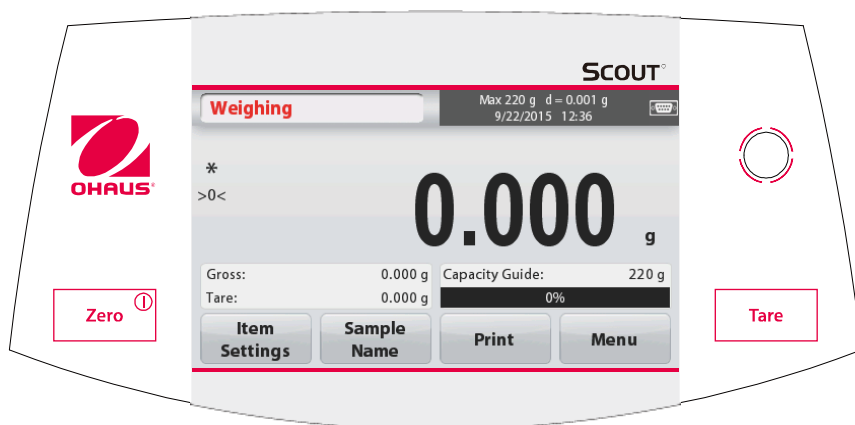 SCOUT
Weighing
Max 220 g d = 0.001 g
9/22/2015 12:36
OHAUS
*
>0<
0.000 g
Gross: 0.000 g
Tare: 0.000 g
Capacity Guide: 220 g
0%
Zero
Tare
Item Settings
Sample Name
Print
Menu